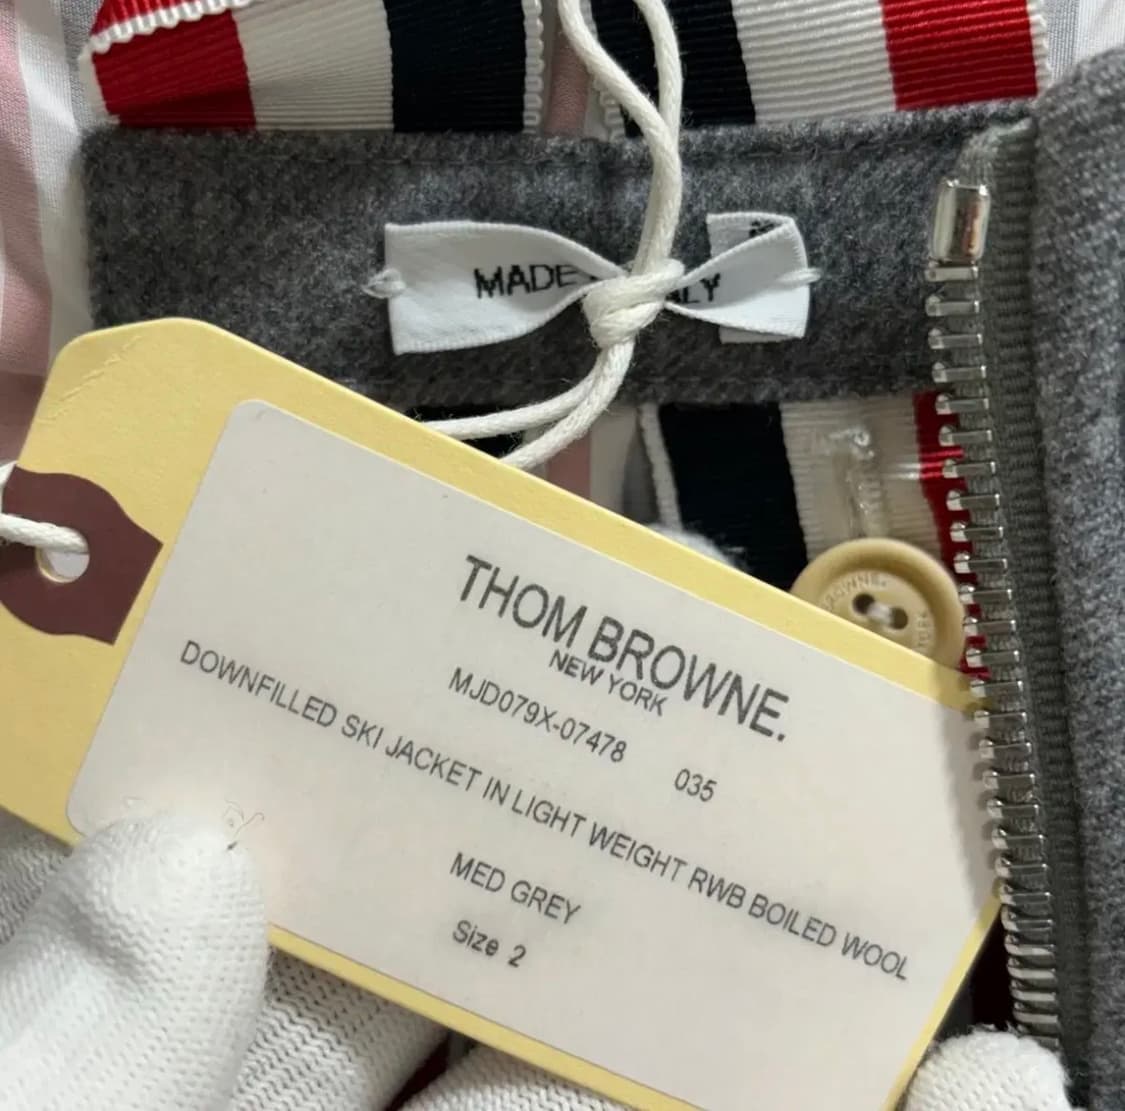 MADE
LY
THOM BROWNE.
NEW YORK
MJD079X-07478 035
DOWNFILLED SKI JACKET IN LIGHT WEIGHT RWB BOILED WOOL
MED GREY
Size 2